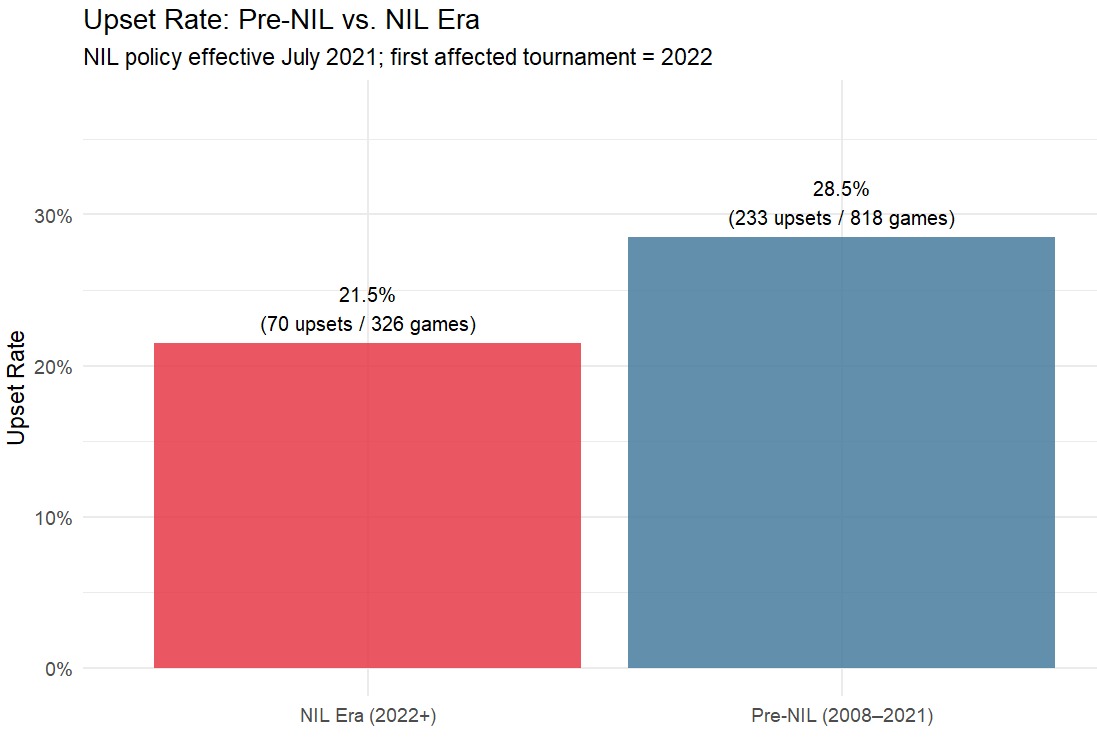 Upset Rate: Pre-NIL vs. NIL Era
NIL policy effective July 2021; first affected tournament = 2022
Upset Rate
30%
20%
10%
0%
21.5%
(70 upsets / 326 games)
28.5%
(233 upsets / 818 games)
NIL Era (2022+)
Pre-NIL (2008–2021)